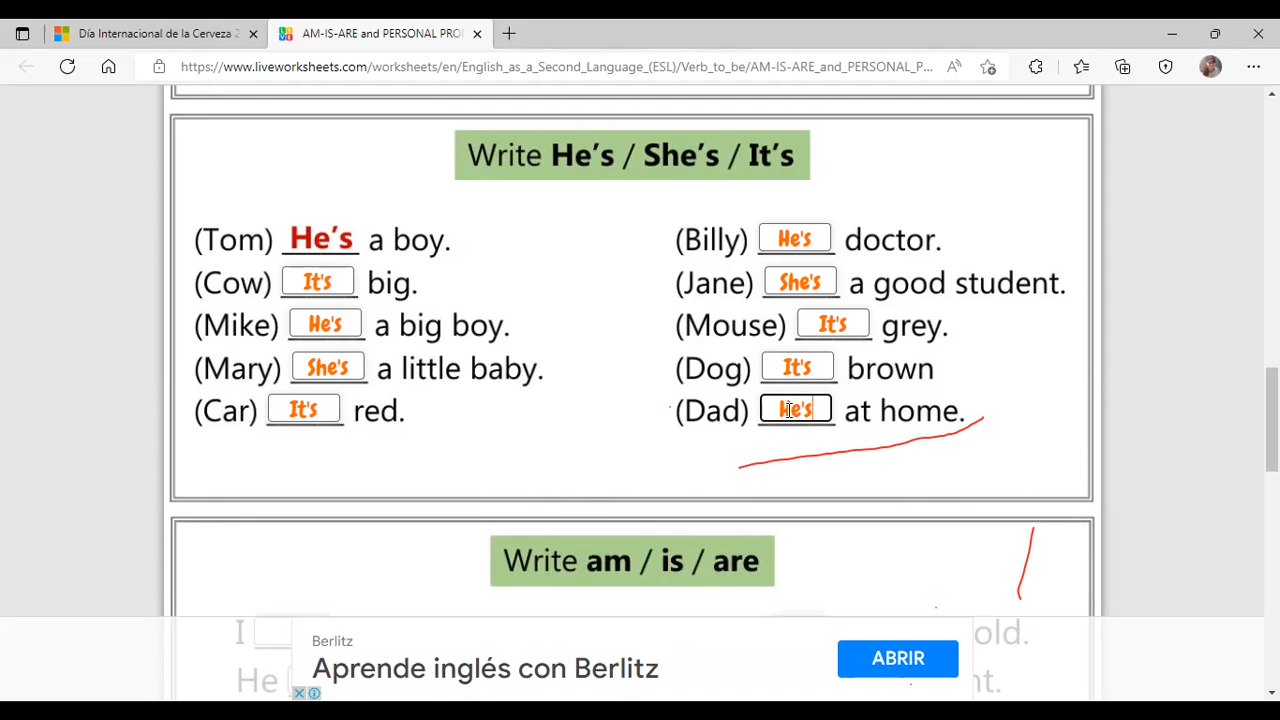 Día Internacional de la Cerveza 2
AM-IS-ARE and PERSONAL PRO
https://www.liveworksheets.com/worksheets/en/English_as_a_Second_Language_(ESL)/Verb_to_be/AM-IS-ARE_and_PERSONAL_P...
Write He's / She's / It's
(Tom) He's a boy.
(Cow) It's big.
(Mike) He's a big boy.
(Mary) She's a little baby.
(Car) It's red.
(Billy) He's doctor.
(Jane) She's a good student.
(Mouse) It's grey.
(Dog) It's brown
(Dad) He's at home.
Write am / is / are
I
old.
He
Berlitz
Aprende inglés con Berlitz
ABRIR